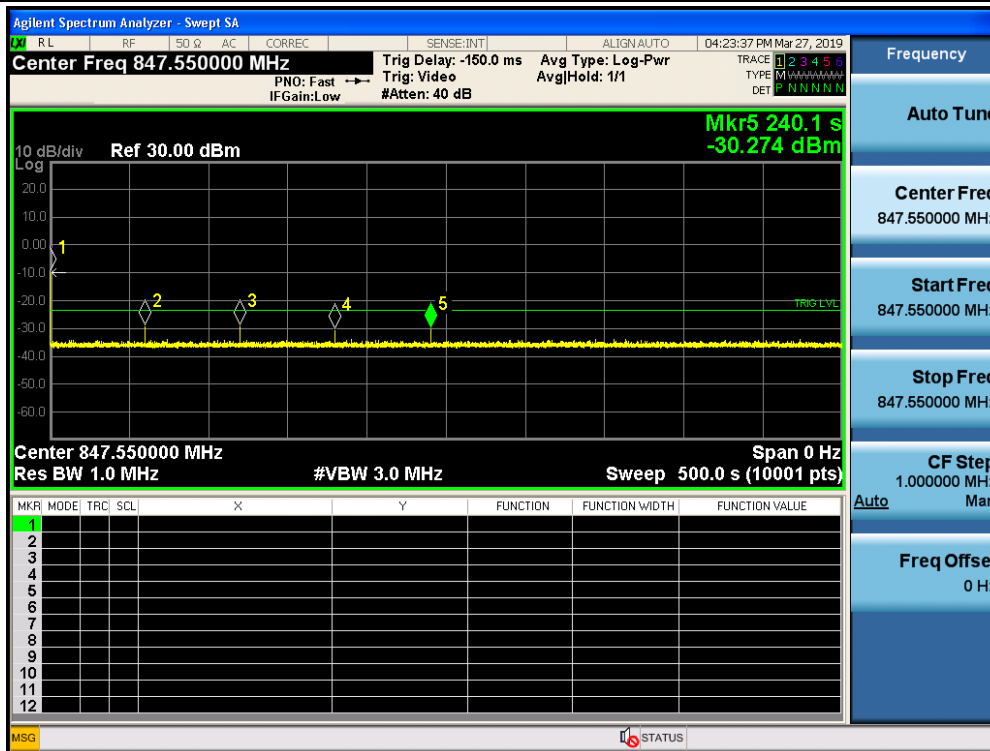 Agilent Spectrum Analyzer - Swept SA
LXI RL RF 50 Ω AC CORREC SENSE:INT ALIGN AUTO 04:23:37 PM Mar 27, 2019
Center Freq 847.550000 MHz
PNO: Fast
IFGain:Low
Trig Delay: -150.0 ms
Trig: Video
#Atten: 40 dB
Avg Type: Log-Pwr
Avg|Hold: 1/1
TRACE 1 2 3 4 5 6
TYPE M
DET P N N N N N
Mkr5 240.1 s
-30.274 dBm
10 dB/div Ref 30.00 dBm
Log
20.0
10.0
0.00
-10.0
-20.0
-30.0
-40.0
-50.0
-60.0
1
2
3
4
5
TRIG LVL
Center 847.550000 MHz Span 0 Hz
Res BW 1.0 MHz #VBW 3.0 MHz Sweep 500.0 s (10001 pts)
MKR MODE TRC SCL X Y FUNCTION FUNCTION WIDTH FUNCTION VALUE
1
2
3
4
5
6
7
8
9
10
11
12
MSG STATUS
Frequency
Auto Tun
Center Fre
847.550000 MH
Start Fre
847.550000 MH
Stop Fre
847.550000 MH
CF Step
1.000000 MH
Auto Ma
Freq Offse
0 H